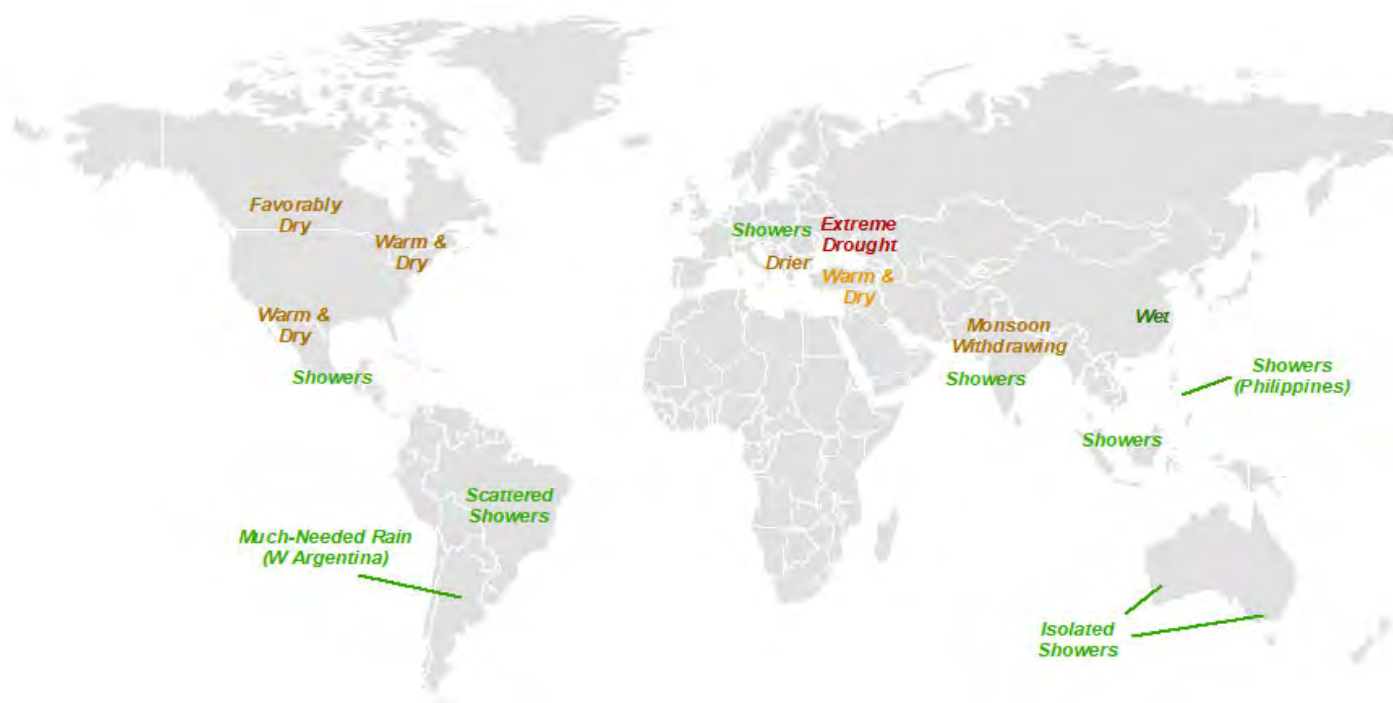 Favorably
Dry
Warm &
Dry
Warm &
Dry
Showers
Scattered
Showers
Much-Needed Rain
(W Argentina)
Showers
Extreme
Drought
Drier
Warm &
Dry
Monsoon
Withdrawing
Showers
Wet
Showers
(Philippines)
Showers
Isolated
Showers